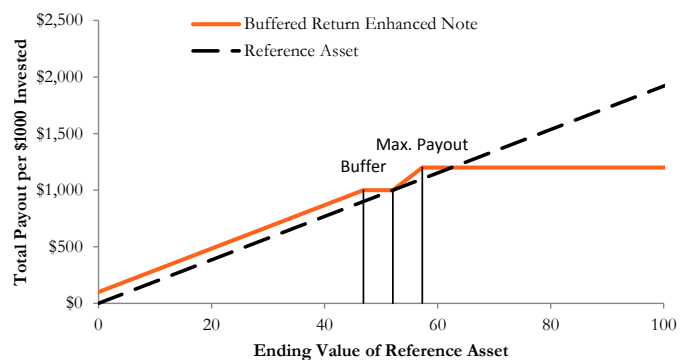 $2,500
Buffered Return Enhanced Note
Reference Asset
$2,000
$1,500
Max. Payout
Buffer
$1,000
$500
$0
Total Payout per $1000 Invested
0 20 40 60 80 100
Ending Value of Reference Asset